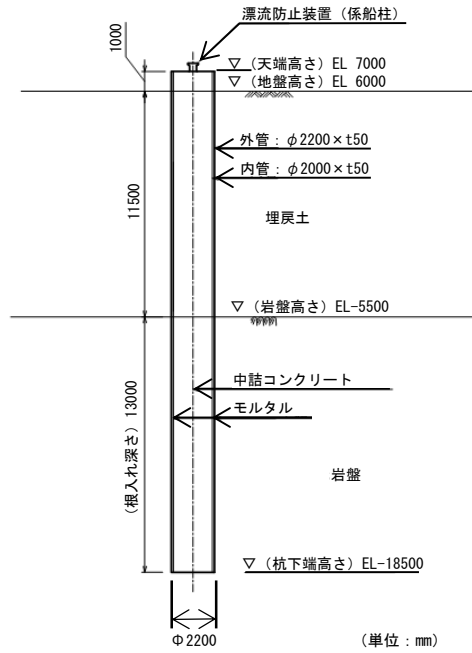 漂流防止装置（係船柱）
1000
▽（天端高さ）EL 7000
▽（地盤高さ）EL 6000
外管：φ2200×t50
内管：φ2000×t50
11500
埋戻土
▽（岩盤高さ）EL-5500
中詰コンクリート
モルタル
（根入れ深さ）13000
岩盤
▽（杭下端高さ）EL-18500
Φ2200
（単位：mm）